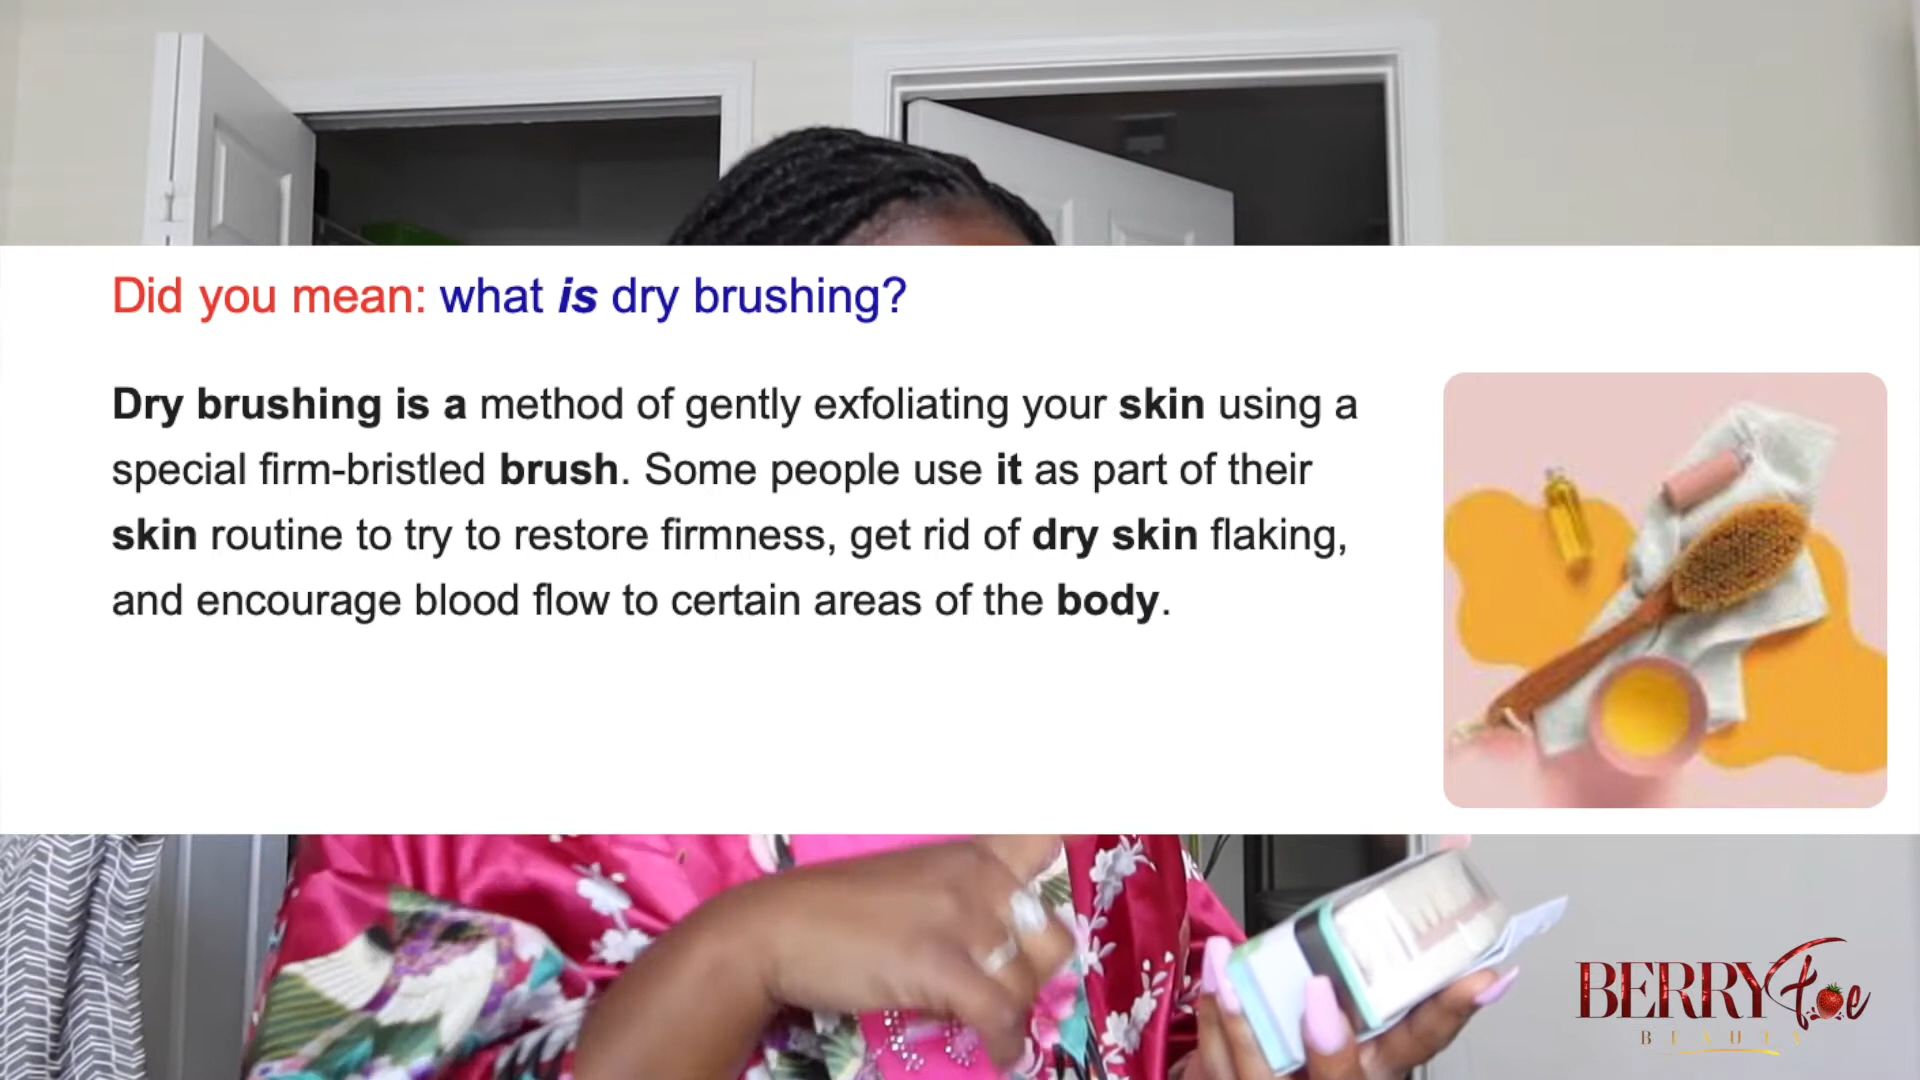 Did you mean: what is dry brushing?
Dry brushing is a method of gently exfoliating your skin using a
special firm-bristled brush. Some people use it as part of their
skin routine to try to restore firmness, get rid of dry skin flaking,
and encourage blood flow to certain areas of the body.
BERRY Foe
BEAUTY